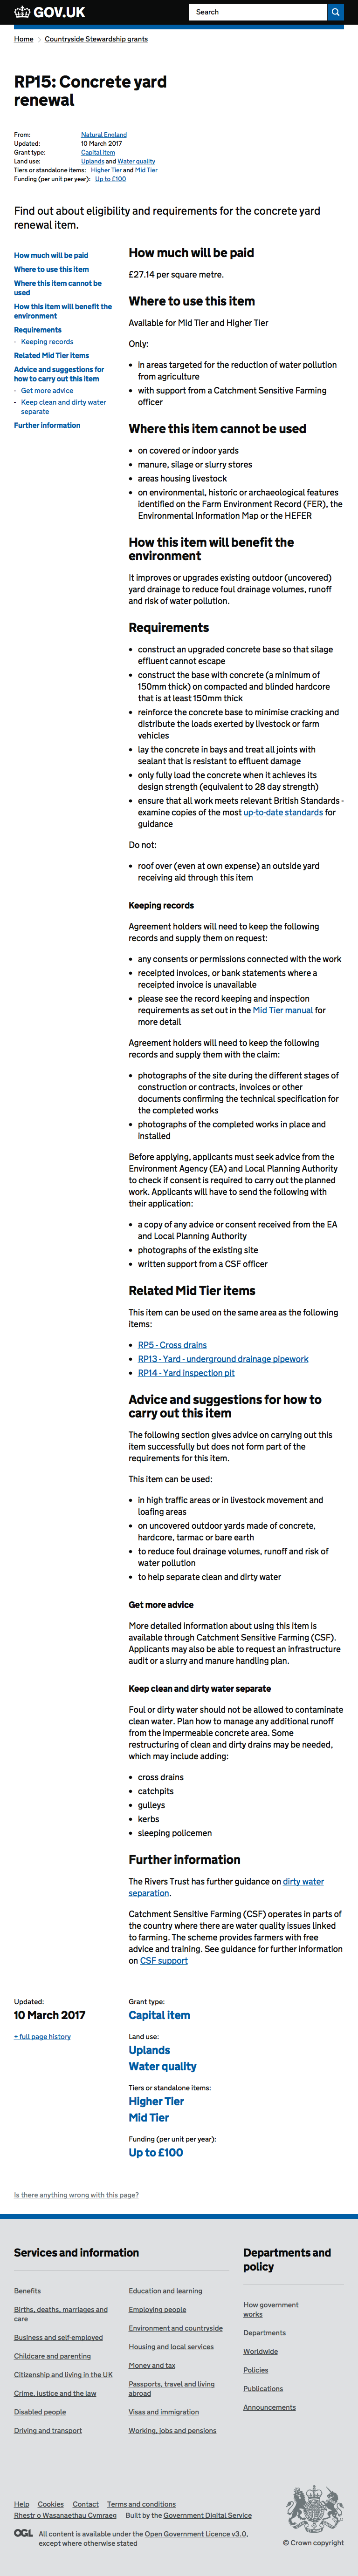 GOV.UK
Search
Home
Countryside Stewardship grants
RP15: Concrete yard
renewal
From: Natural England
Updated: 10 March 2017
Grant type: Capital item
Land use: Uplands and Water quality
Tiers or standalone items: Higher Tier and Mid Tier
Funding (per unit per year): Up to £100
Find out about eligibility and requirements for the concrete yard
renewal item.
How much will be paid
Where to use this item
Where this item cannot be
used
How this item will benefit the
environment
Requirements
- Keeping records
Related Mid Tier items
Advice and suggestions for
how to carry out this item
- Get more advice
- Keep clean and dirty water
separate
Further information
How much will be paid
£27.14 per square metre.
Where to use this item
Available for Mid Tier and Higher Tier
Only:
• in areas targeted for the reduction of water pollution
from agriculture
• with support from a Catchment Sensitive Farming
officer
Where this item cannot be used
• on covered or indoor yards
• manure, silage or slurry stores
• areas housing livestock
• on environmental, historic or archaeological features
identified on the Farm Environment Record (FER), the
Environmental Information Map or the HEFER
How this item will benefit the
environment
It improves or upgrades existing outdoor (uncovered)
yard drainage to reduce foul drainage volumes, runoff
and risk of water pollution.
Requirements
• construct an upgraded concrete base so that silage
effluent cannot escape
• construct the base with concrete (a minimum of
150mm thick) on compacted and blinded hardcore
that is at least 150mm thick
• reinforce the concrete base to minimise cracking and
distribute the loads exerted by livestock or farm
vehicles
• lay the concrete in bays and treat all joints with
sealant that is resistant to effluent damage
• only fully load the concrete when it achieves its
design strength (equivalent to 28 day strength)
• ensure that all work meets relevant British Standards -
examine copies of the most up-to-date standards for
guidance
Do not:
• roof over (even at own expense) an outside yard
receiving aid through this item
Keeping records
Agreement holders will need to keep the following
records and supply them on request:
• any consents or permissions connected with the work
• receipted invoices, or bank statements where a
receipted invoice is unavailable
• please see the record keeping and inspection
requirements as set out in the Mid Tier manual for
more detail
Agreement holders will need to keep the following
records and supply them with the claim:
• photographs of the site during the different stages of
construction or contracts, invoices or other
documents confirming the technical specification for
the completed works
• photographs of the completed works in place and
installed
Before applying, applicants must seek advice from the
Environment Agency (EA) and Local Planning Authority
to check if consent is required to carry out the planned
work. Applicants will have to send the following with
their application:
• a copy of any advice or consent received from the EA
and Local Planning Authority
• photographs of the existing site
• written support from a CSF officer
Related Mid Tier items
This item can be used on the same area as the following
items:
• RP5 - Cross drains
• RP13 - Yard - underground drainage pipework
• RP14 - Yard inspection pit
Advice and suggestions for how to
carry out this item
The following section gives advice on carrying out this
item successfully but does not form part of the
requirements for this item.
This item can be used:
• in high traffic areas or in livestock movement and
loafing areas
• on uncovered outdoor yards made of concrete,
hardcore, tarmac or bare earth
• to reduce foul drainage volumes, runoff and risk of
water pollution
• to help separate clean and dirty water
Get more advice
More detailed information about using this item is
available through Catchment Sensitive Farming (CSF).
Applicants may also be able to request an infrastructure
audit or a slurry and manure handling plan.
Keep clean and dirty water separate
Foul or dirty water should not be allowed to contaminate
clean water. Plan how to manage any additional runoff
from the impermeable concrete area. Some
restructuring of clean and dirty drains may be needed,
which may include adding:
• cross drains
• catchpits
• gulleys
• kerbs
• sleeping policemen
Further information
The Rivers Trust has further guidance on dirty water
separation.
Catchment Sensitive Farming (CSF) operates in parts of
the country where there are water quality issues linked
to farming. The scheme provides farmers with free
advice and training. See guidance for further information
on CSF support
Updated:
10 March 2017
+ full page history
Grant type:
Capital item
Land use:
Uplands
Water quality
Tiers or standalone items:
Higher Tier
Mid Tier
Funding (per unit per year):
Up to £100
Is there anything wrong with this page?
Services and information
Benefits
Births, deaths, marriages and
care
Business and self-employed
Childcare and parenting
Citizenship and living in the UK
Crime, justice and the law
Disabled people
Driving and transport
Education and learning
Employing people
Environment and countryside
Housing and local services
Money and tax
Passports, travel and living
abroad
Visas and immigration
Working, jobs and pensions
Departments and
policy
How government
works
Departments
Worldwide
Policies
Publications
Announcements
Help Cookies Contact Terms and conditions
Rhestr o Wasanaethau Cymraeg Built by the Government Digital Service
OGL All content is available under the Open Government Licence v3.0,
except where otherwise stated
© Crown copyright